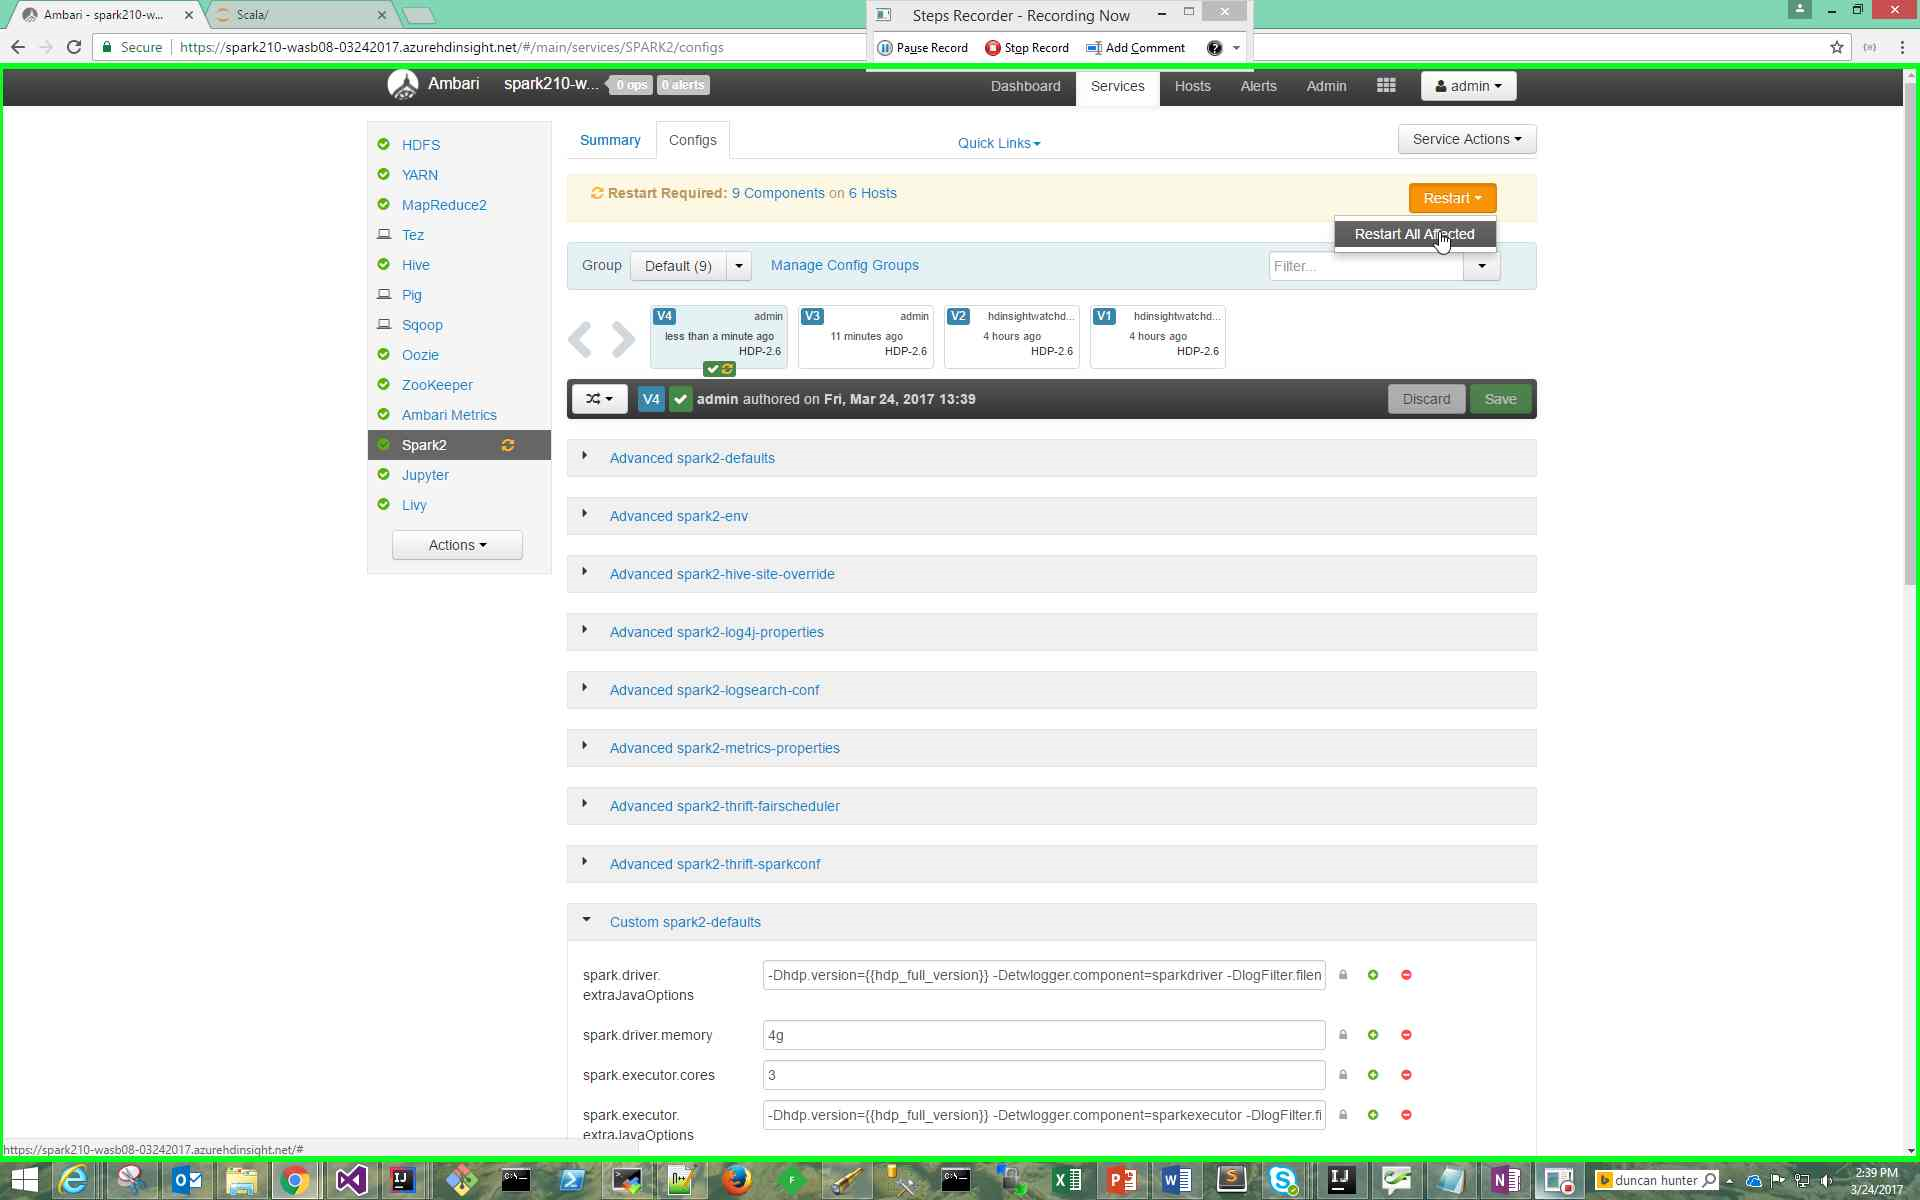 Ambari - spark210-w...
Scala/
Steps Recorder - Recording Now
Pause Record
Stop Record
Add Comment
Secure
https://spark210-wasb08-03242017.azurehdinsight.net/#/main/services/SPARK2/configs
Ambari
spark210-w...
0 ops
0 alerts
Dashboard
Services
Hosts
Alerts
Admin
admin
HDFS
YARN
MapReduce2
Tez
Hive
Pig
Sqoop
Oozie
ZooKeeper
Ambari Metrics
Spark2
Jupyter
Livy
Actions
Summary
Configs
Quick Links
Service Actions
Restart Required: 9 Components on 6 Hosts
Restart
Restart All Affected
Group
Default (9)
Manage Config Groups
Filter...
V4 admin
less than a minute ago
HDP-2.6
V3 admin
11 minutes ago
HDP-2.6
V2 hdinsightwatchd...
4 hours ago
HDP-2.6
V1 hdinsightwatchd...
4 hours ago
HDP-2.6
V4 admin authored on Fri, Mar 24, 2017 13:39
Discard
Save
Advanced spark2-defaults
Advanced spark2-env
Advanced spark2-hive-site-override
Advanced spark2-log4j-properties
Advanced spark2-logsearch-conf
Advanced spark2-metrics-properties
Advanced spark2-thrift-fairscheduler
Advanced spark2-thrift-sparkconf
Custom spark2-defaults
spark.driver.
extraJavaOptions
-Dhdp.version={{hdp_full_version}} -Detwlogger.component=sparkdriver -DlogFilter.filen
spark.driver.memory
4g
spark.executor.cores
3
spark.executor.
extraJavaOptions
-Dhdp.version={{hdp_full_version}} -Detwlogger.component=sparkexecutor -DlogFilter.fi
https://spark210-wasb08-03242017.azurehdinsight.net/#
duncan hunter
2:39 PM
3/24/2017